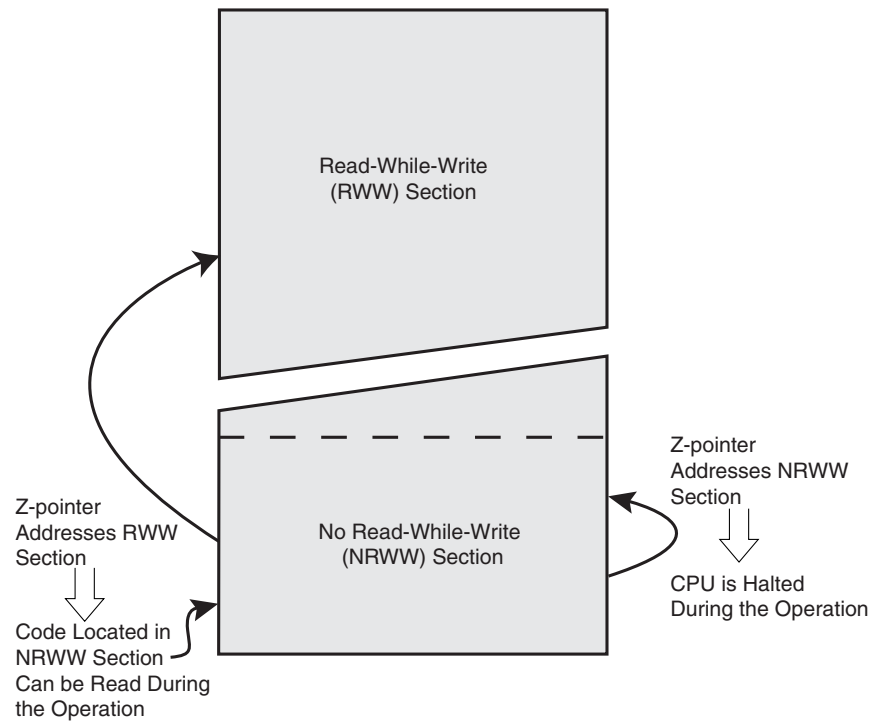 Read-While-Write
(RWW) Section
Z-pointer
Addresses NRWW
Section
Z-pointer
Addresses RWW
Section
No Read-While-Write
(NRWW) Section
CPU is Halted
During the Operation
Code Located in
NRWW Section
Can be Read During
the Operation